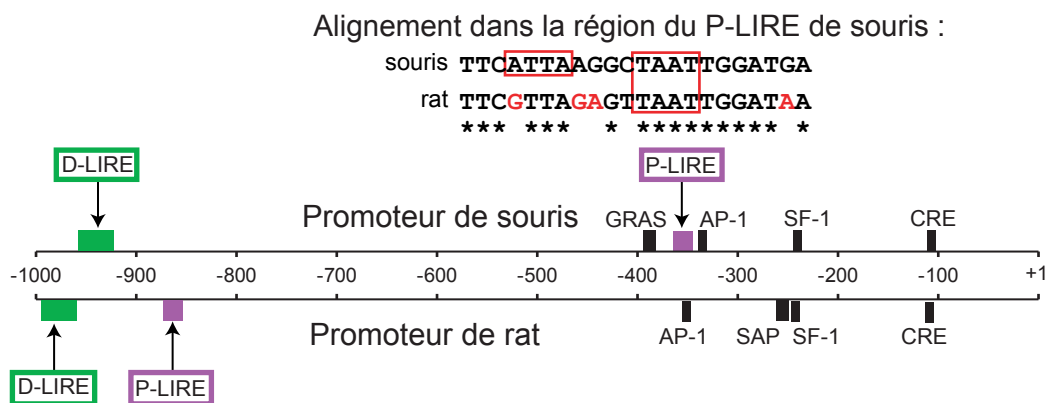 Alignement dans la région du P-LIRE de souris :
souris TTCATTAAGGCTAATTGGATGA
rat TTCGTTAGAGTTAATTGGATAA
*** *** * ********* *
D-LIRE P-LIRE
Promoteur de souris GRAS AP-1 SF-1 CRE
-1000 -900 -800 -700 -600 -500 -400 -300 -200 -100 +1
Promoteur de rat AP-1 SAP SF-1 CRE
D-LIRE P-LIRE